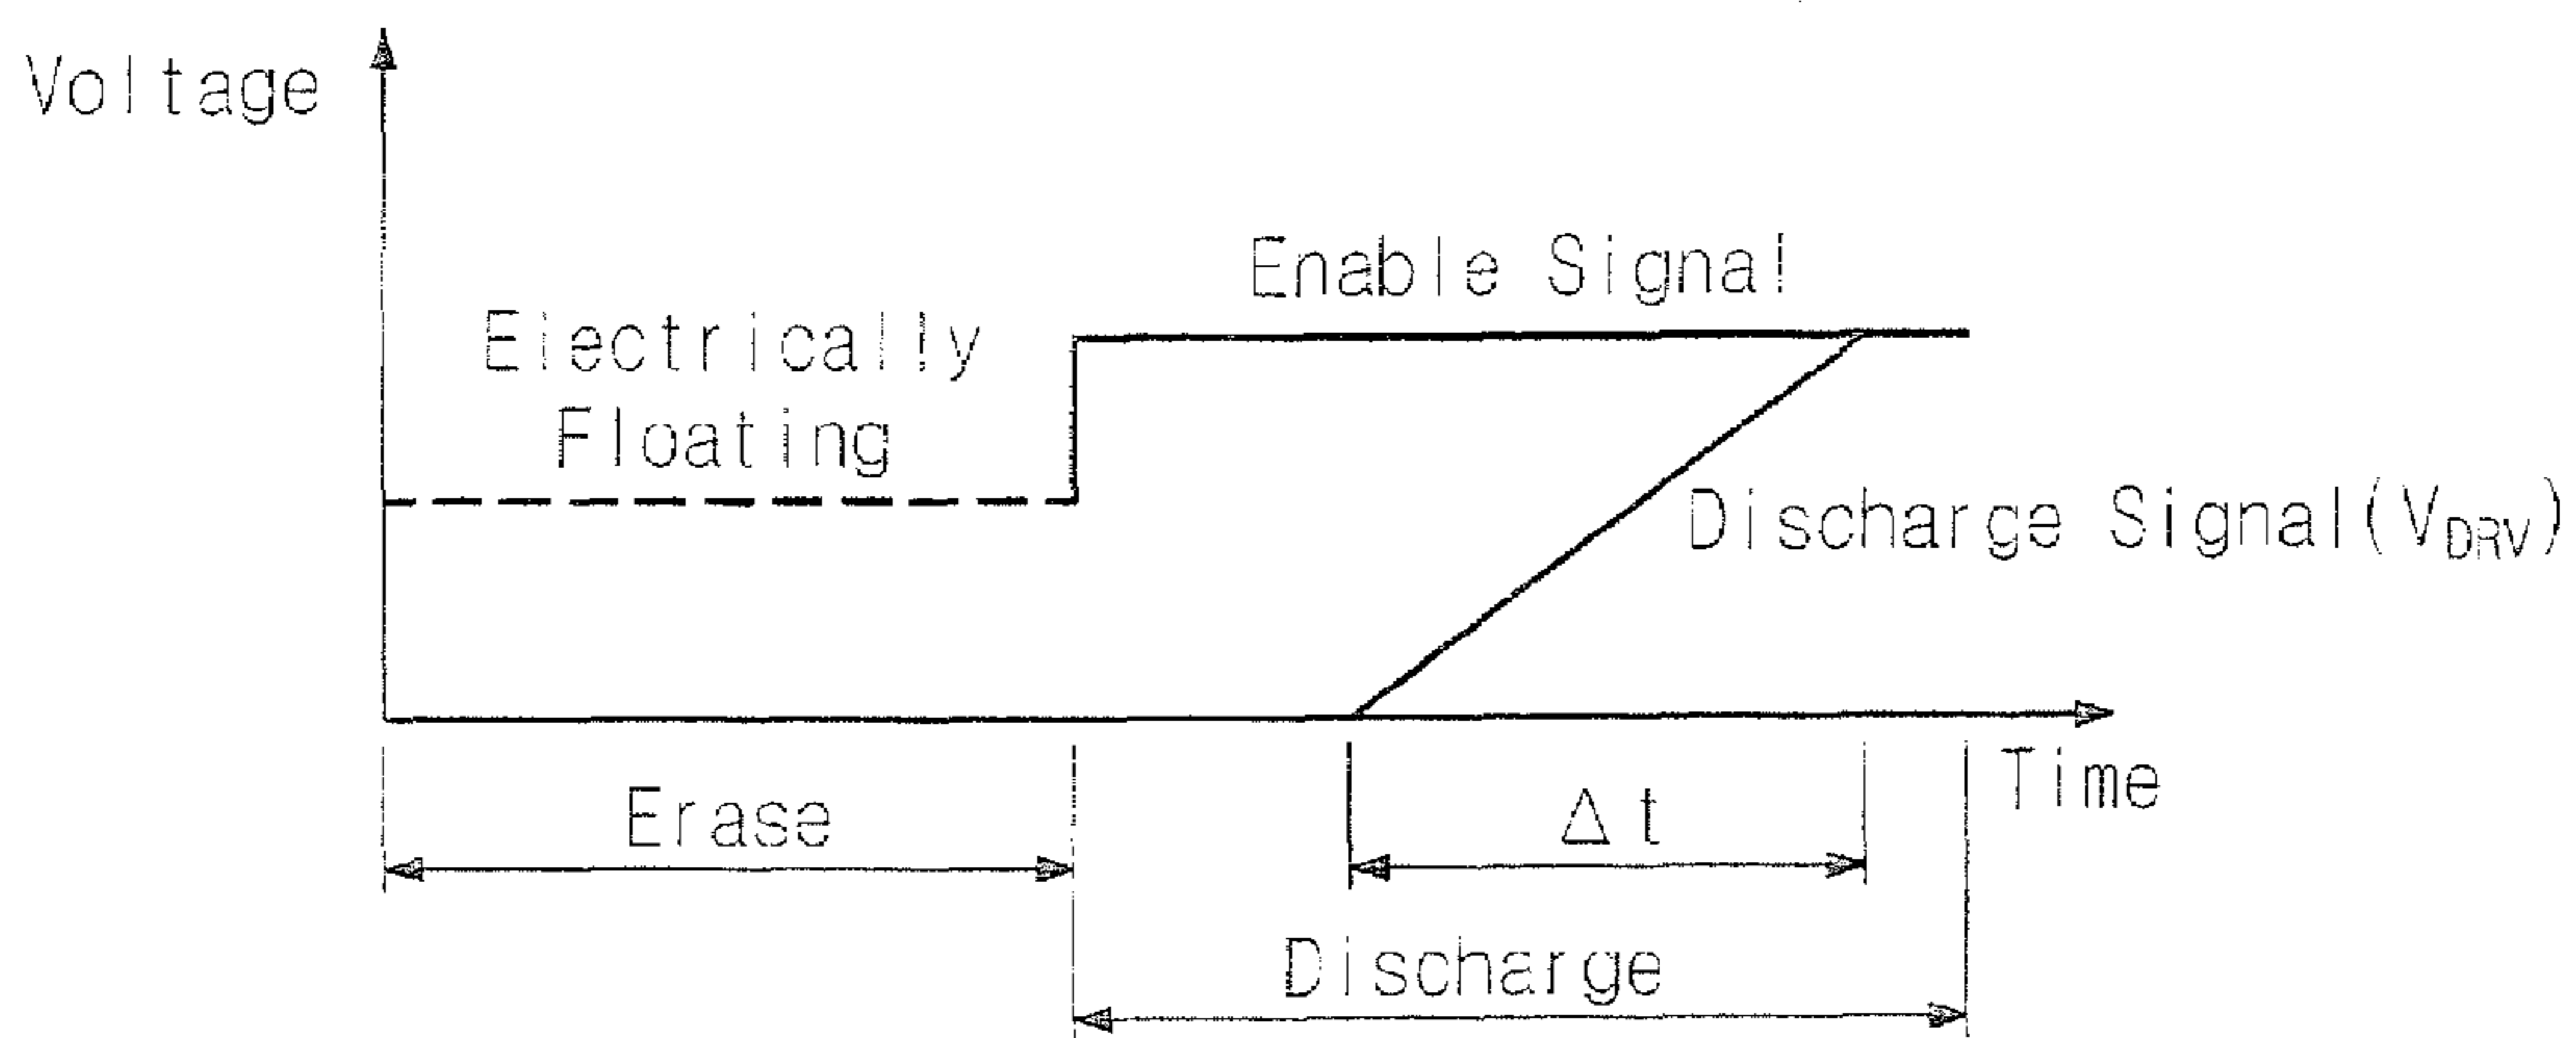 Voltage
Enable Signal
Electrically
Floating
Discharge Signal(VDRV)
Time
Erase
Δt
Discharge